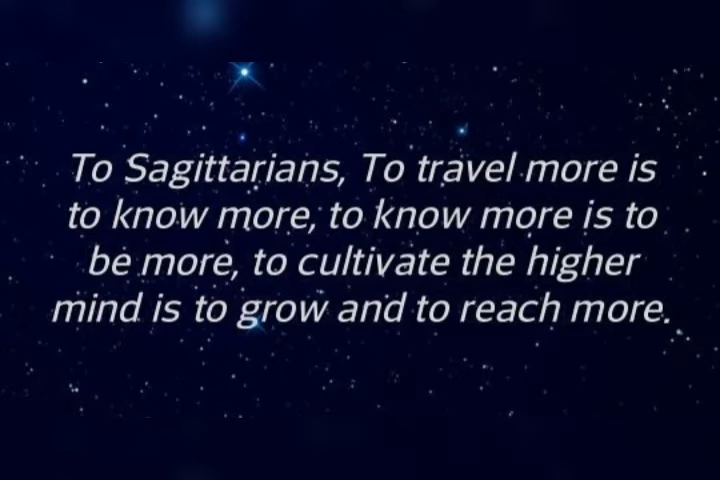 To Sagittarians, To travel more is
to know more, to know more is to
be more, to cultivate the higher
mind is to grow and to reach more.